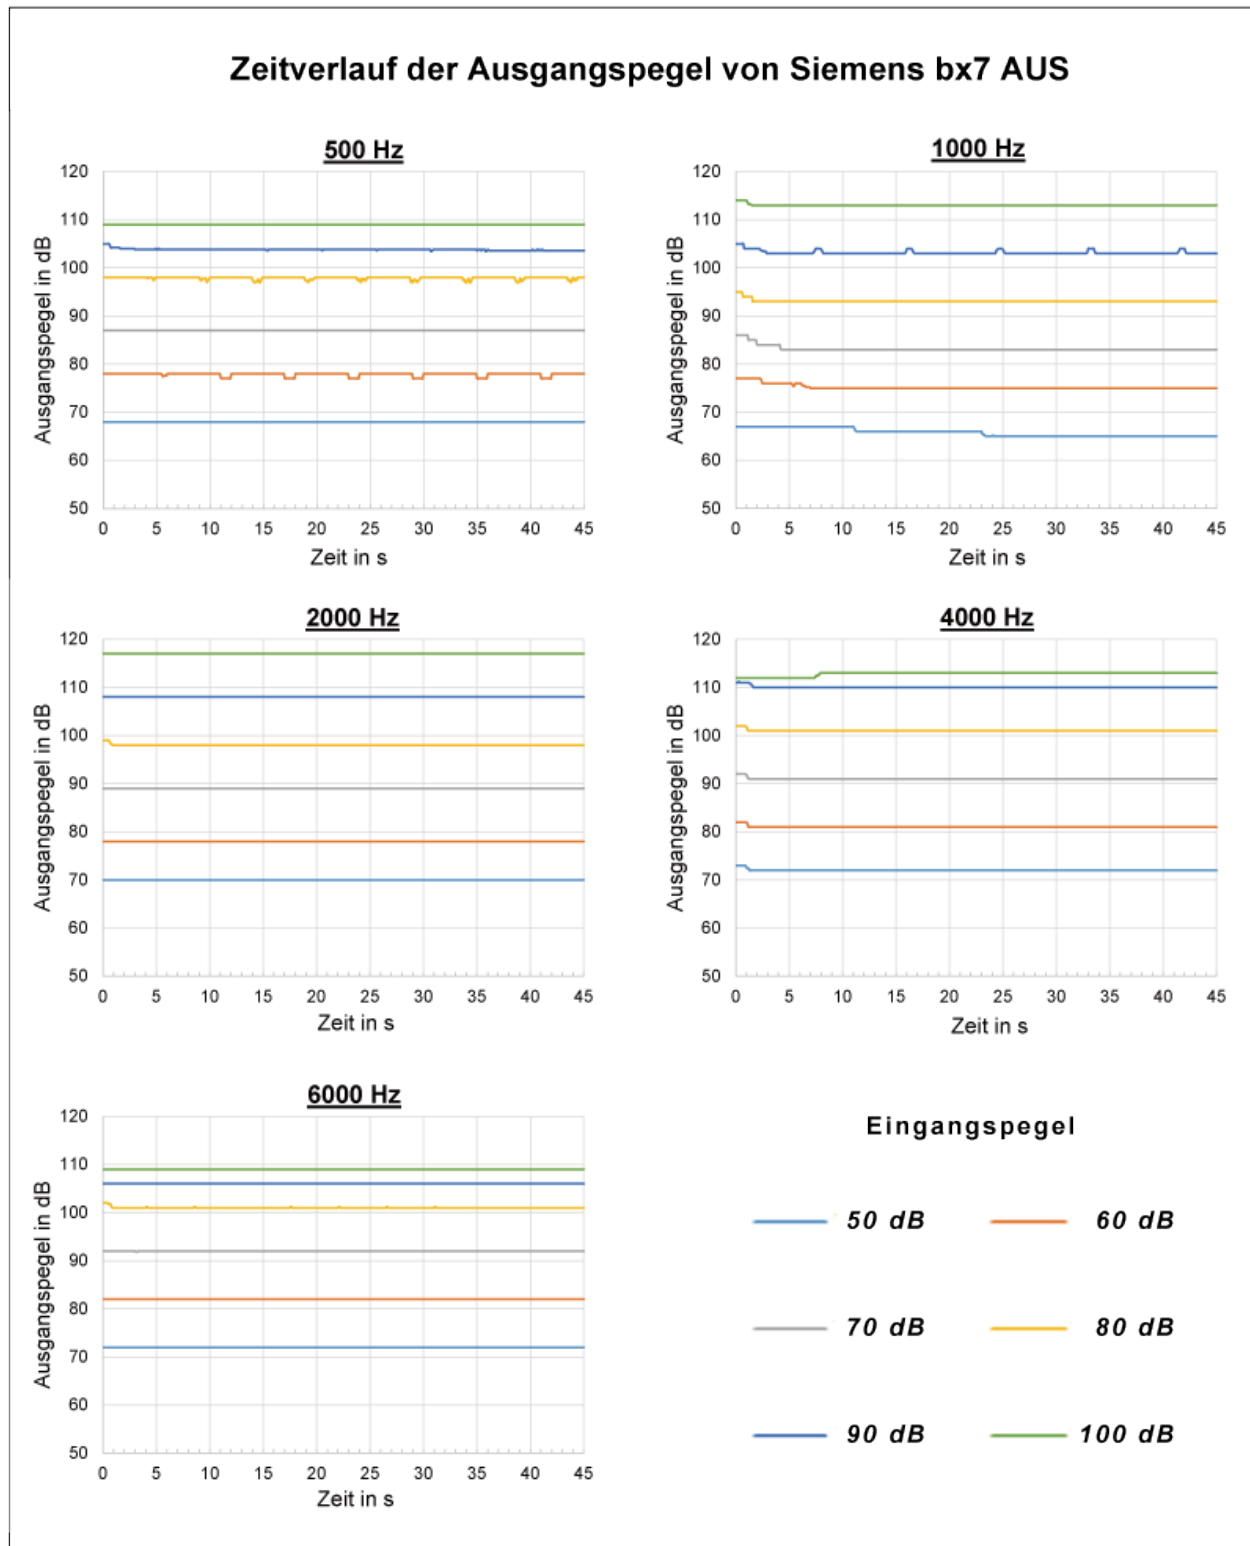 Zeitverlauf der Ausgangspegel von Siemens bx7 AUS
500 Hz
120
110
100
90
80
70
60
50
Ausgangspegel in dB
0 5 10 15 20 25 30 35 40 45
Zeit in s
1000 Hz
120
110
100
90
80
70
60
50
Ausgangspegel in dB
0 5 10 15 20 25 30 35 40 45
Zeit in s
2000 Hz
120
110
100
90
80
70
60
50
Ausgangspegel in dB
0 5 10 15 20 25 30 35 40 45
Zeit in s
4000 Hz
120
110
100
90
80
70
60
50
Ausgangspegel in dB
0 5 10 15 20 25 30 35 40 45
Zeit in s
6000 Hz
120
110
100
90
80
70
60
50
Ausgangspegel in dB
0 5 10 15 20 25 30 35 40 45
Zeit in s
Eingangspegel
50 dB 60 dB
70 dB 80 dB
90 dB 100 dB